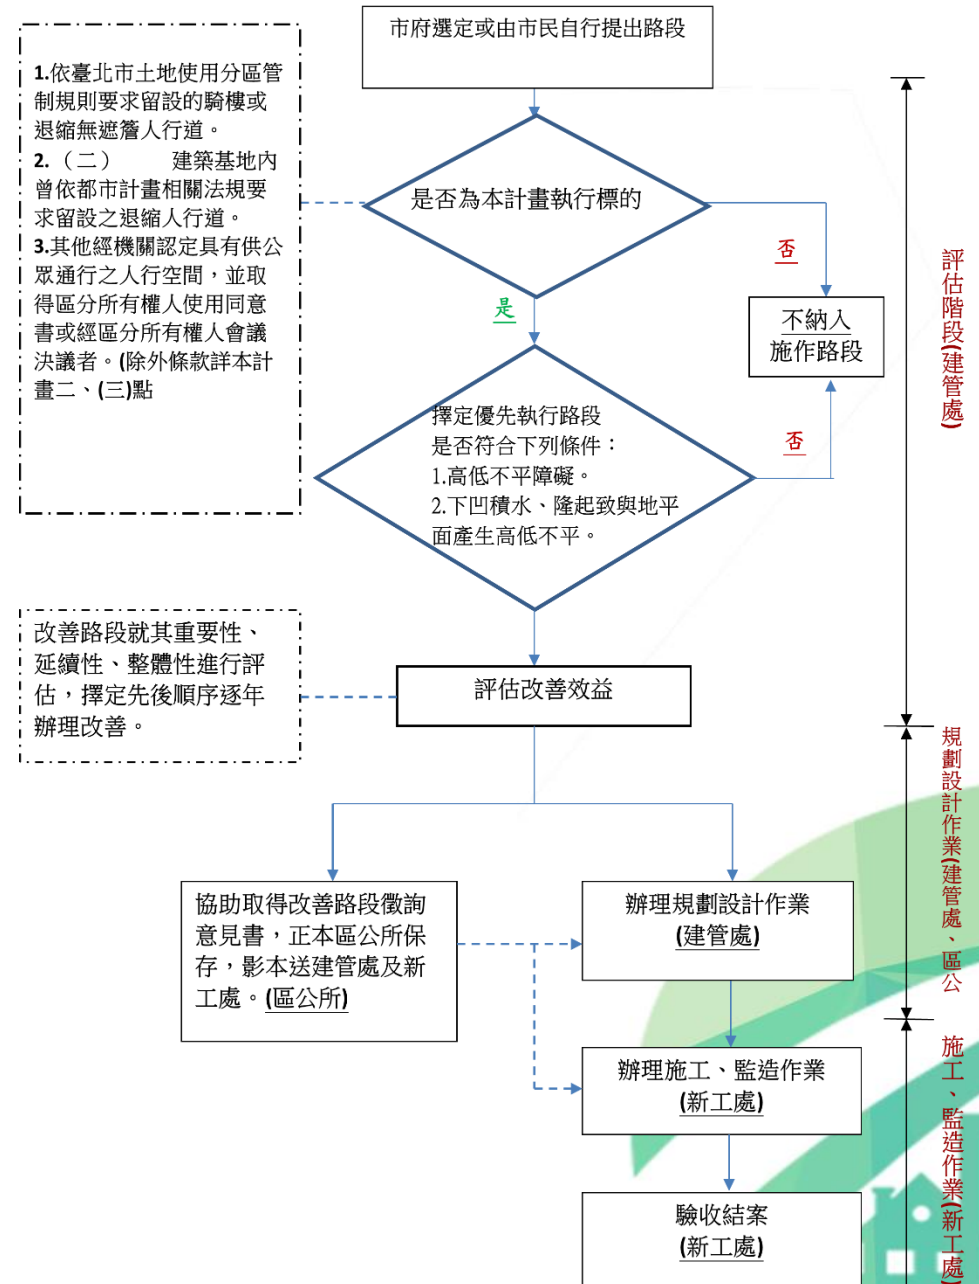 市府選定或由市民自行提出路段
1.依臺北市土地使用分區管
制規則要求留設的騎樓或
退縮無遮簷人行道。
2.（二）　　建築基地內
曾依都市計畫相關法規要
求留設之退縮人行道。
3.其他經機關認定具有供公
眾通行之人行空間，並取
得區分所有權人使用同意
書或經區分所有權人會議
決議者。(除外條款詳本計
畫二、(三)點
是否為本計畫執行標的
否
是
不納入
施作路段
擇定優先執行路段
是否符合下列條件：
1.高低不平障礙。
2.下凹積水、隆起致與地平
面產生高低不平。
否
評估階段(建管處)
改善路段就其重要性、
延續性、整體性進行評
估，擇定先後順序逐年
辦理改善。
評估改善效益
規劃設計作業(建管處、區公
協助取得改善路段徵詢
意見書，正本區公所保
存，影本送建管處及新
工處。(區公所)
辦理規劃設計作業
(建管處)
辦理施工、監造作業
(新工處)
施工、監造作業(新工處)
驗收結案
(新工處)